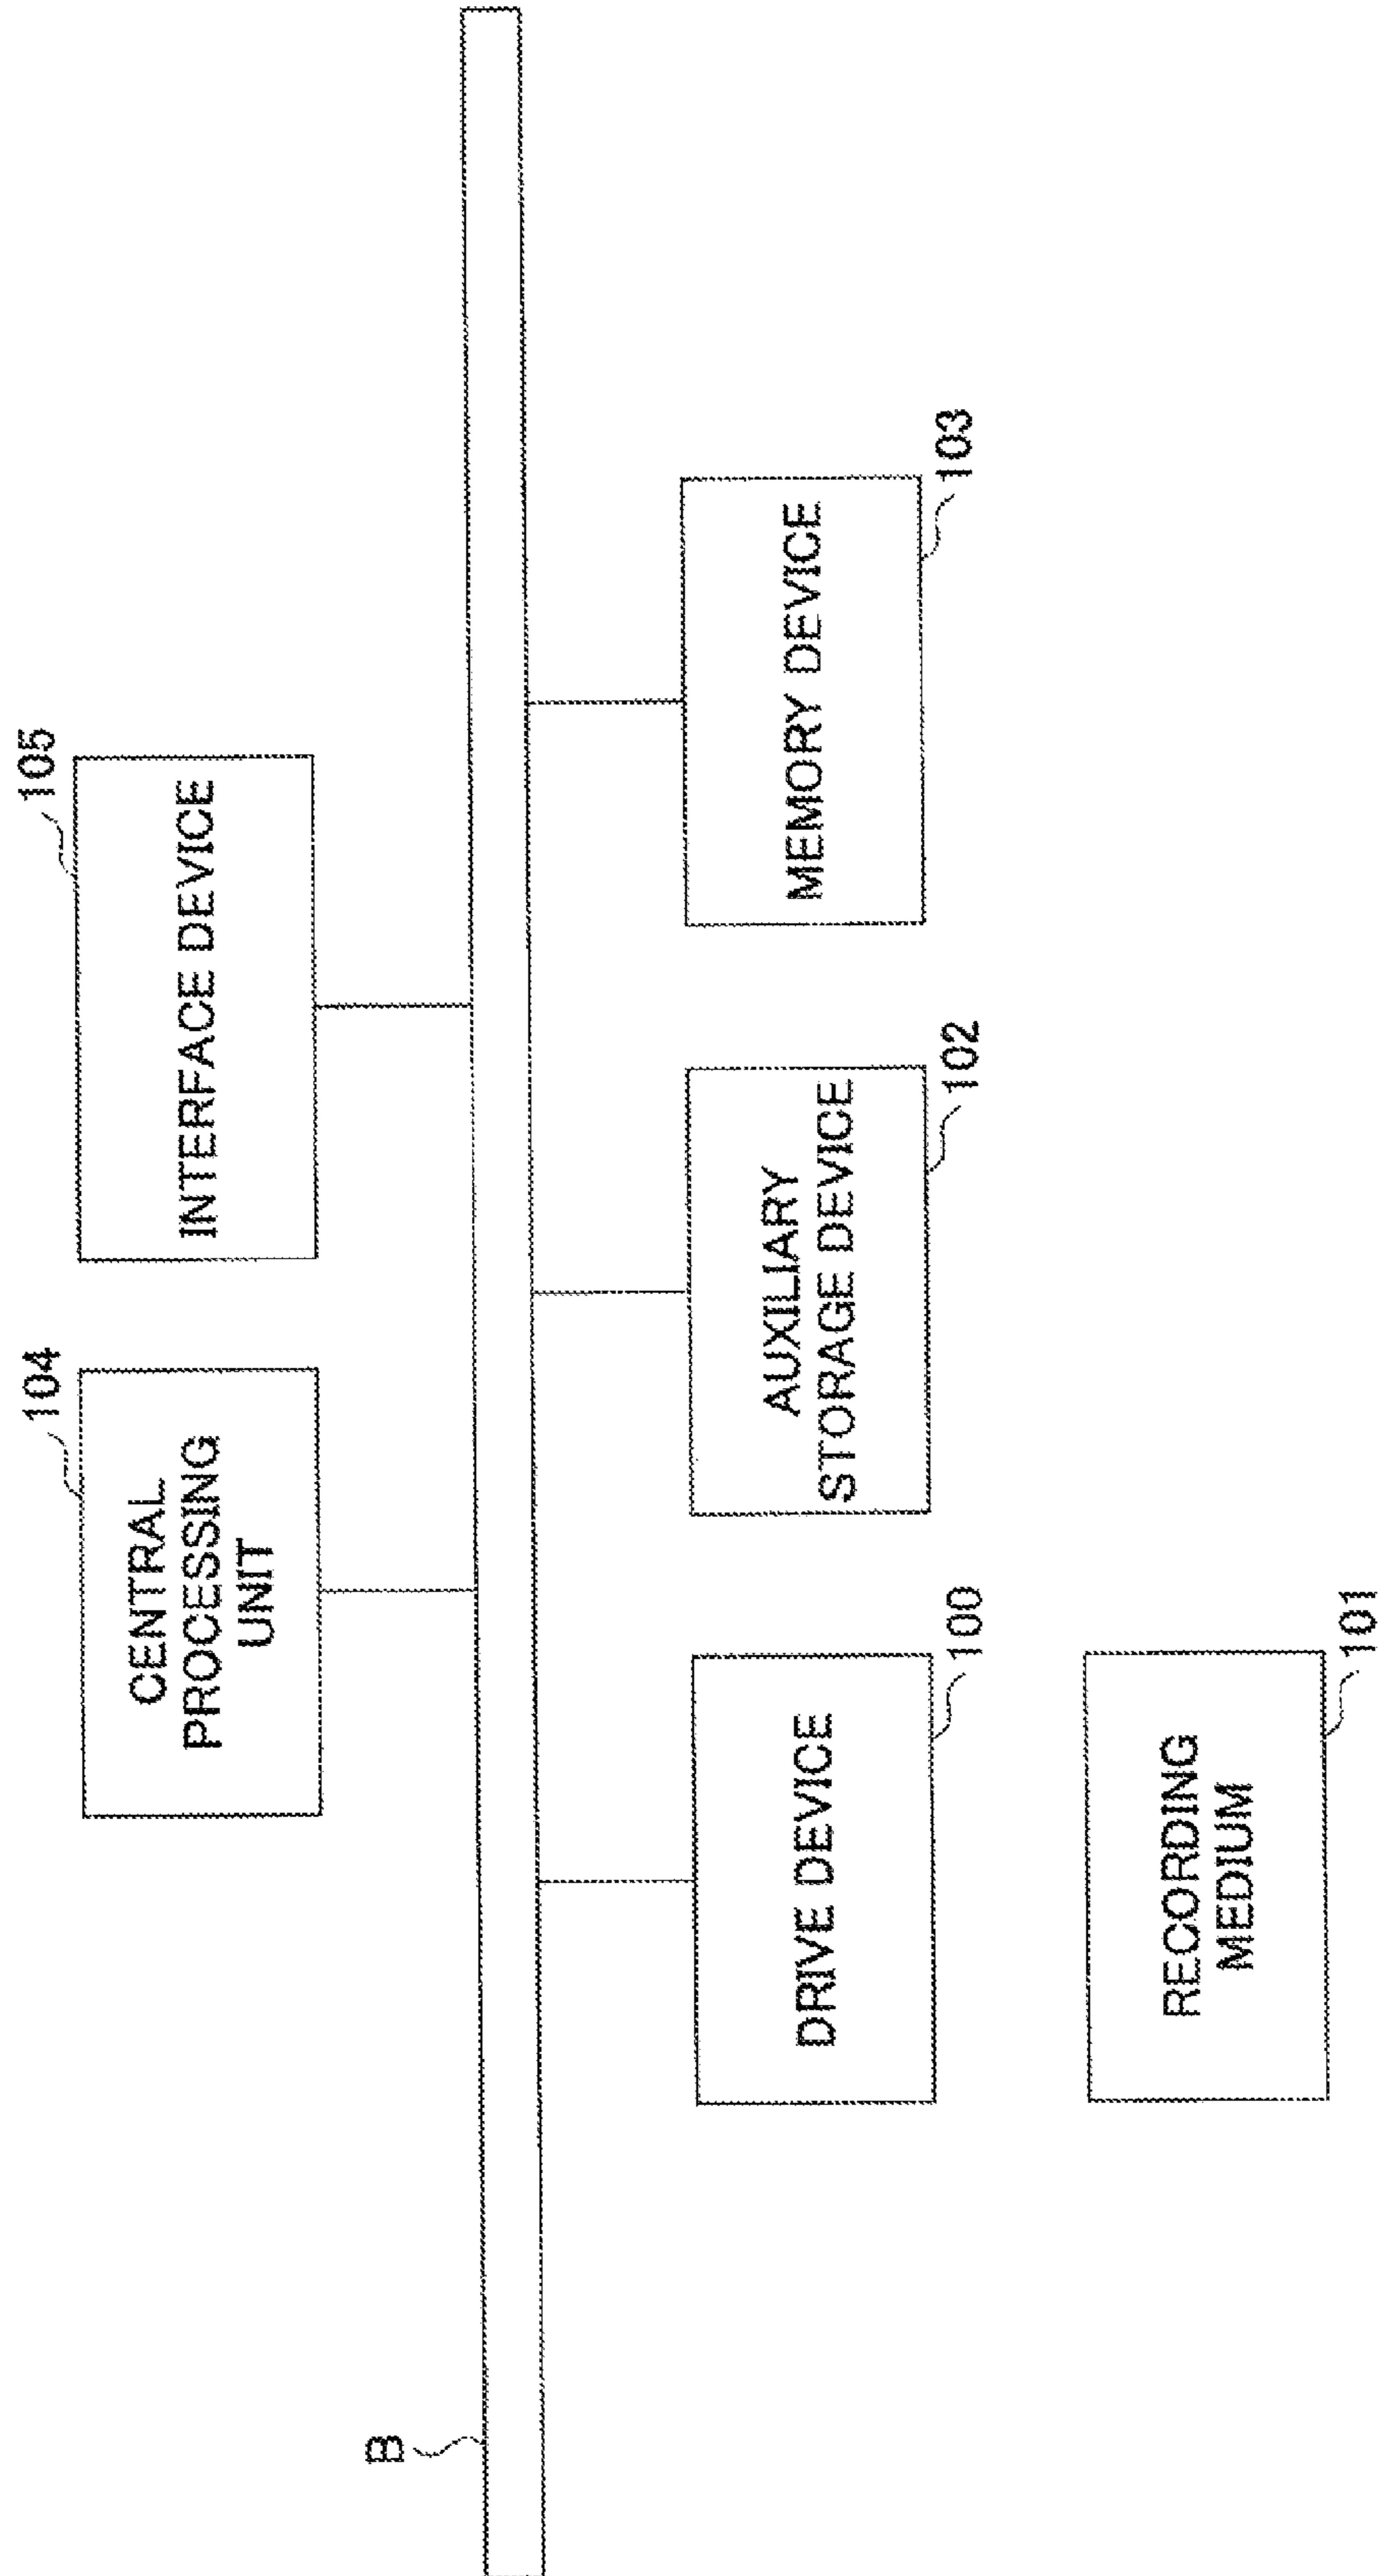 104
CENTRAL
PROCESSING
UNIT
105
INTERFACE DEVICE
B
DRIVE DEVICE
100
AUXILIARY
STORAGE DEVICE
102
MEMORY DEVICE
103
RECORDING
MEDIUM
101